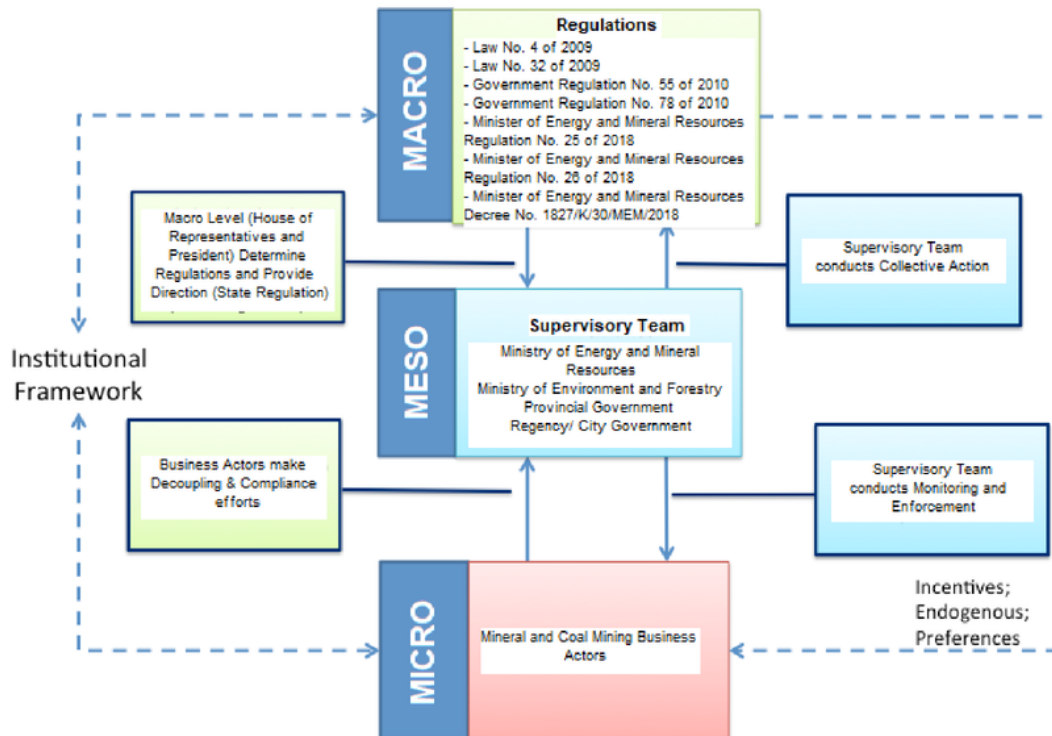 MACRO
Regulations
- Law No. 4 of 2009
- Law No. 32 of 2009
- Government Regulation No. 55 of 2010
- Government Regulation No. 78 of 2010
- Minister of Energy and Mineral Resources
Regulation No. 25 of 2018
- Minister of Energy and Mineral Resources
Regulation No. 26 of 2018
- Minister of Energy and Mineral Resources
Decree No. 1827/K/30/MEM/2018
Macro Level (House of
Representatives and
President) Determine
Regulations and Provide
Direction (State Regulation)
Supervisory Team
conducts Collective Action
Institutional
Framework
MESO
Supervisory Team
Ministry of Energy and Mineral
Resources
Ministry of Environment and Forestry
Provincial Government
Regency/ City Government
Business Actors make
Decoupling & Compliance
efforts
Supervisory Team
conducts Monitoring and
Enforcement
MICRO
Mineral and Coal Mining Business
Actors
Incentives;
Endogenous;
Preferences